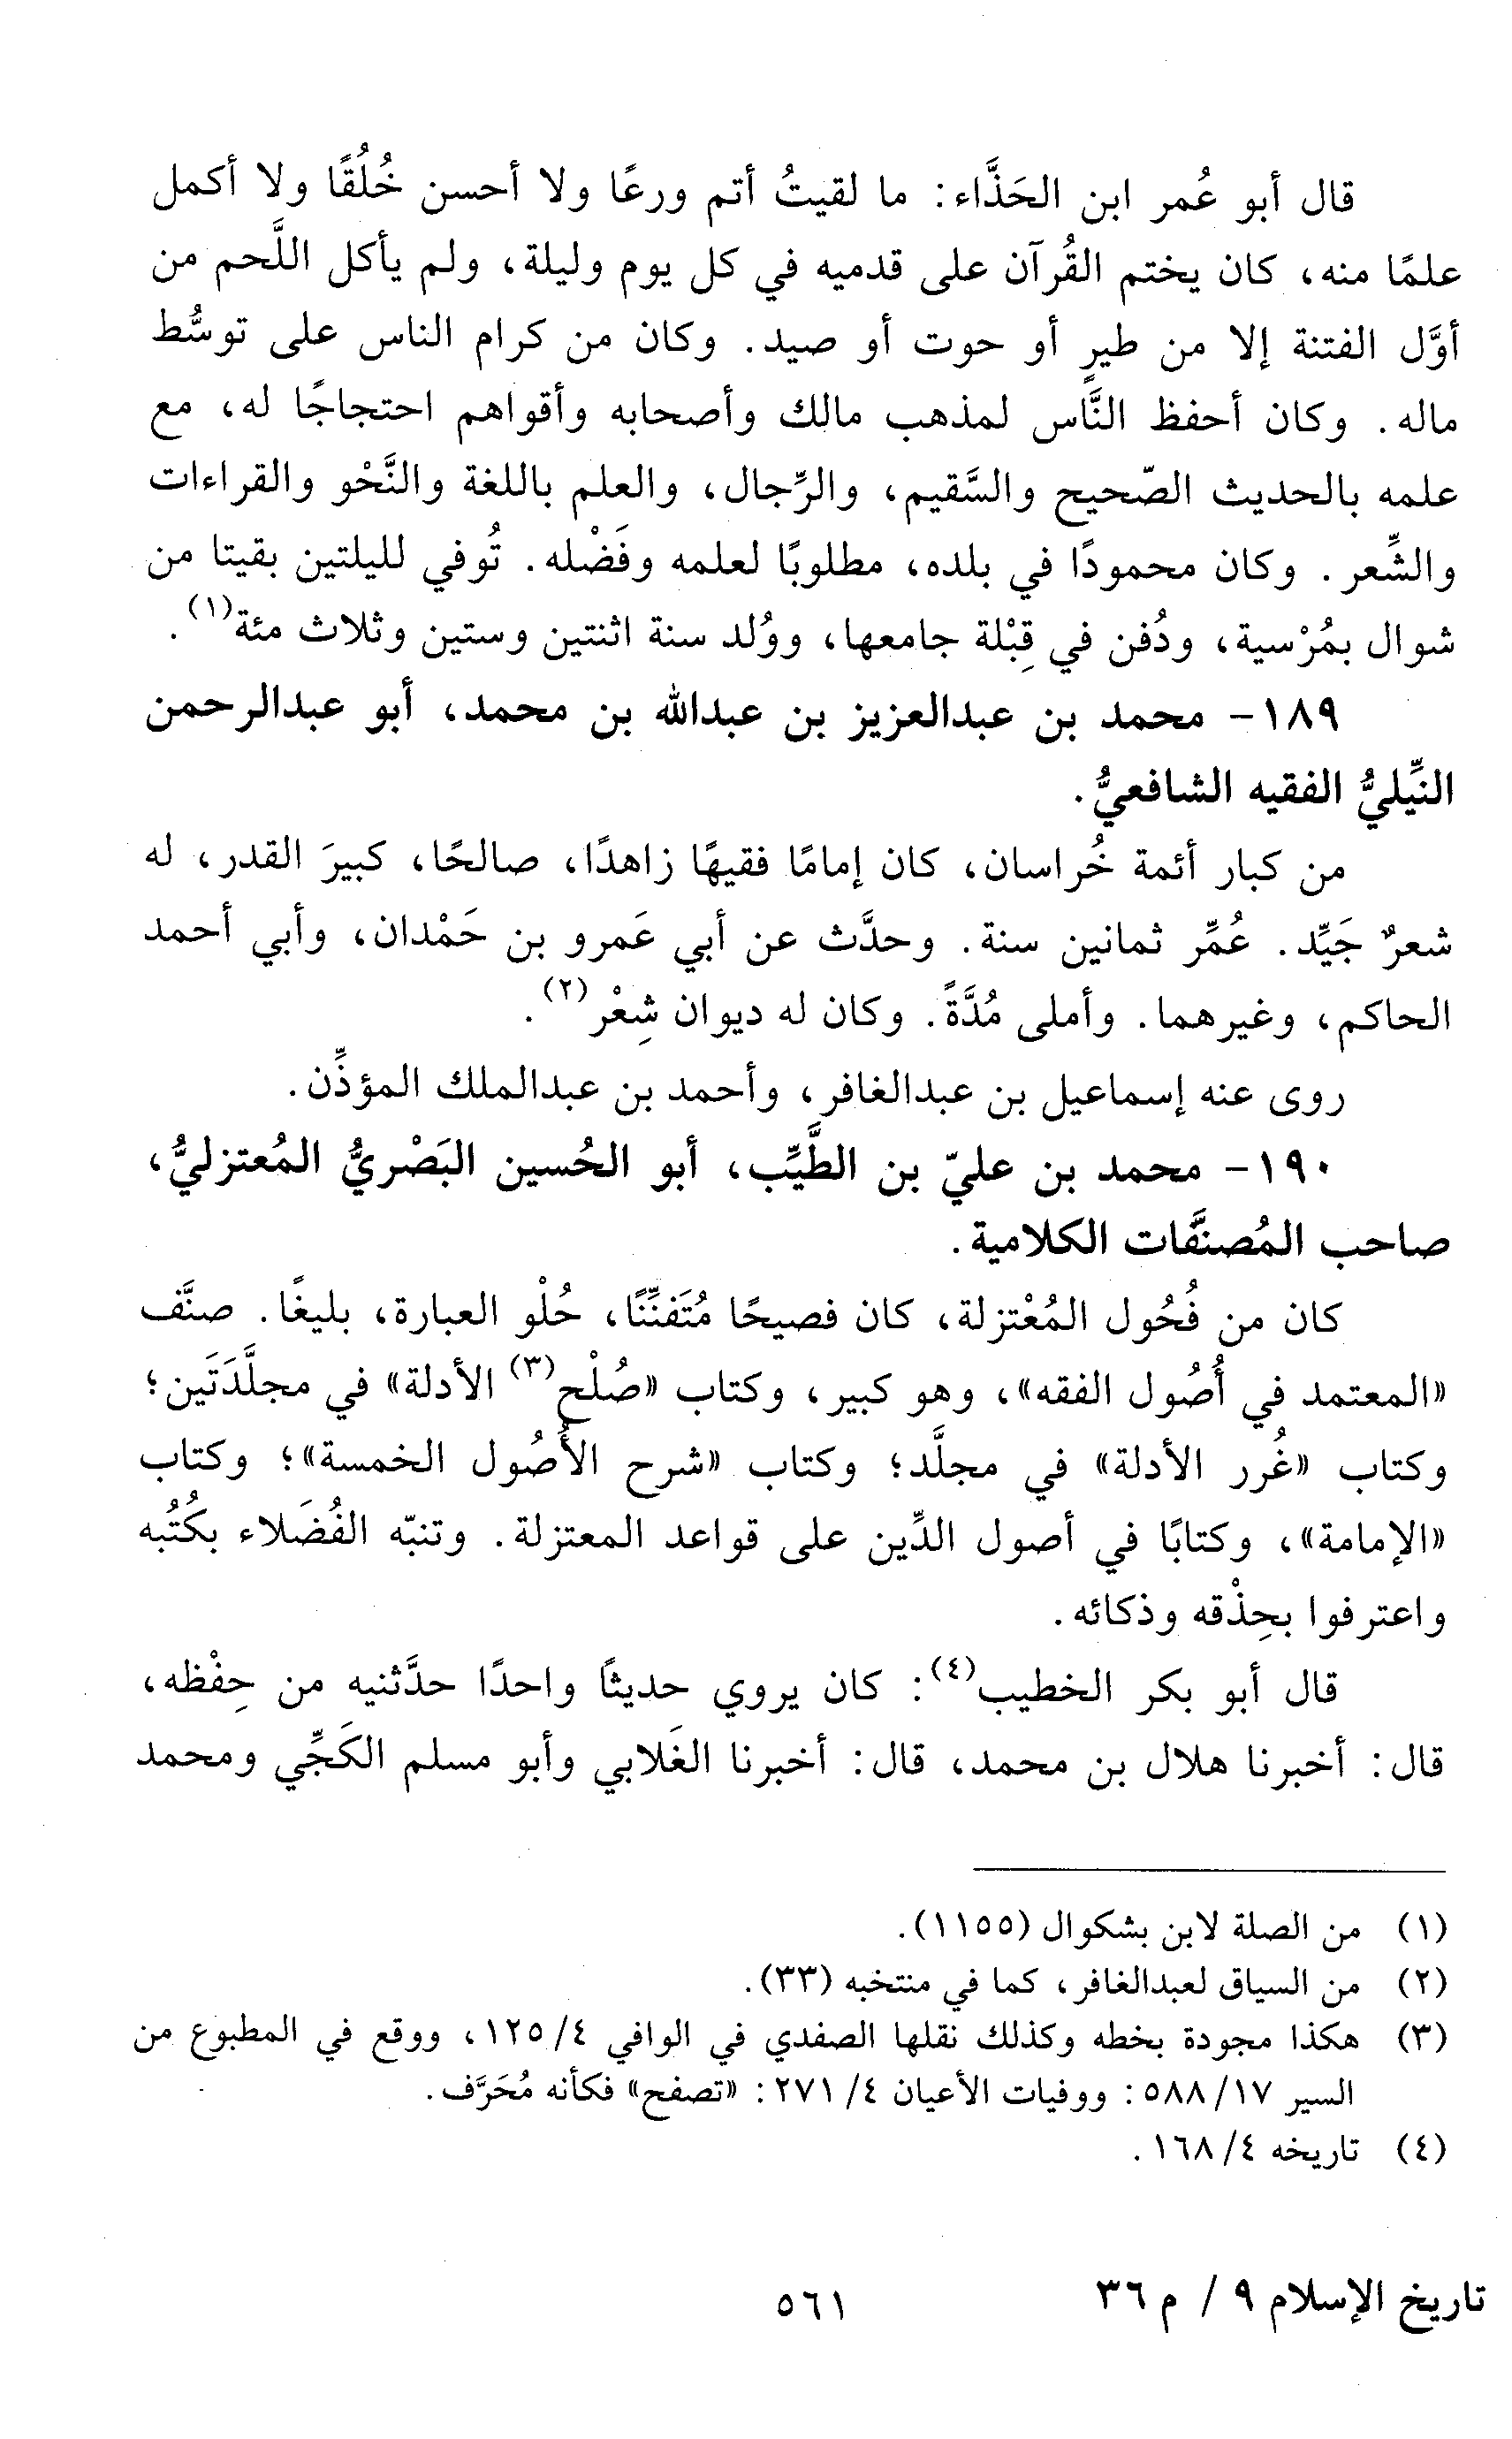 قال أبو عُمر ابن الحَذَّاء: ما لقيتُ أتم ورعًا ولا أحسن خُلُقًا ولا أكمل
علمًا منه، كان يختم القُرآن على قدميه في كل يوم وليلة، ولم يأكل اللَّحم من
أوَّل الفتنة إلا من طيرٍ أو حوت أو صيد. وكان من كرام الناس على توسُّط
ماله. وكان أحفظ النَّاس لمذهب مالك وأصحابه وأقواهم احتجاجًا له، مع
علمه بالحديث الصّحيح والسَّقيم، والرِّجال، والعلم باللغة والنَّحْو والقراءات
والشِّعر. وكان محمودًا في بلده، مطلوبًا لعلمه وفَضْله. تُوفي لليلتين بقيتا من
شوال بمُرْسية، ودُفن في قِبْلة جامعها، ووُلد سنة اثنتين وستين وثلاث مئة(١).
١٨٩- محمد بن عبدالعزيز بن عبدالله بن محمد، أبو عبدالرحمن
النِّيليُّ الفقيه الشافعيُّ.
من كبار أئمة خُراسان، كان إمامًا فقيهًا زاهدًا، صالحًا، كبيرَ القدر، له
شعرٌ جَيِّد. عُمِّر ثمانين سنة. وحدَّث عن أبي عَمرو بن حَمْدان، وأبي أحمد
الحاكم، وغيرهما. وأملى مُدَّةً. وكان له ديوان شِعْر(٢).
روى عنه إسماعيل بن عبدالغافر، وأحمد بن عبدالملك المؤذِّن.
١٩٠- محمد بن عليّ بن الطَّيِّب، أبو الحُسين البَصْريُّ المُعتزليُّ،
صاحب المُصنَّفات الكلامية.
كان من فُحُول المُعْتزلة، كان فصيحًا مُتَفنِّنًا، حُلْو العبارة، بليغًا. صنَّف
«المعتمد في أُصُول الفقه»، وهو كبير، وكتاب «صُلْح(٣) الأدلة» في مجلَّدَتَين؛
وكتاب «غُرر الأدلة» في مجلَّد؛ وكتاب «شرح الأُصُول الخمسة»؛ وكتاب
«الإمامة»، وكتابًا في أصول الدِّين على قواعد المعتزلة. وتنبّه الفُضَلاء بكُتُبه
واعترفوا بحِذْقه وذكائه.
قال أبو بكر الخطيب(٤): كان يروي حديثًا واحدًا حدَّثنيه من حِفْظه،
قال: أخبرنا هلال بن محمد، قال: أخبرنا الغَلابي وأبو مسلم الكَجِّي ومحمد
(١) من الصلة لابن بشكوال (١١٥٥).
(٢) من السياق لعبدالغافر، كما في منتخبه (٣٣).
(٣) هكذا مجودة بخطه وكذلك نقلها الصفدي في الوافي ٤/ ١٢٥، ووقع في المطبوع من
السير ١٧/ ٥٨٨: ووفيات الأعيان ٤/ ٢٧١: «تصفح» فكأنه مُحَرَّف.
(٤) تاريخه ٤/ ١٦٨.
تاريخ الإسلام ٩ / م ٣٦
٥٦١